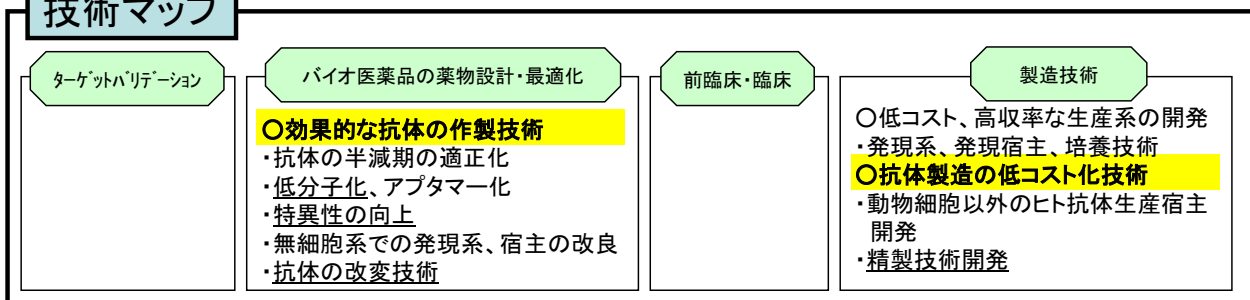 技術マップ
ﾀｰｹﾞｯﾄﾊﾞﾘﾃﾞｰｼｮﾝ
バイオ医薬品の薬物設計・最適化
〇効果的な抗体の作製技術
・抗体の半減期の適正化
・低分子化、アプタマー化
・特異性の向上
・無細胞系での発現系、宿主の改良
・抗体の改変技術
前臨床・臨床
製造技術
〇低コスト、高収率な生産系の開発
・発現系、発現宿主、培養技術
〇抗体製造の低コスト化技術
・動物細胞以外のヒト抗体生産宿主
開発
・精製技術開発